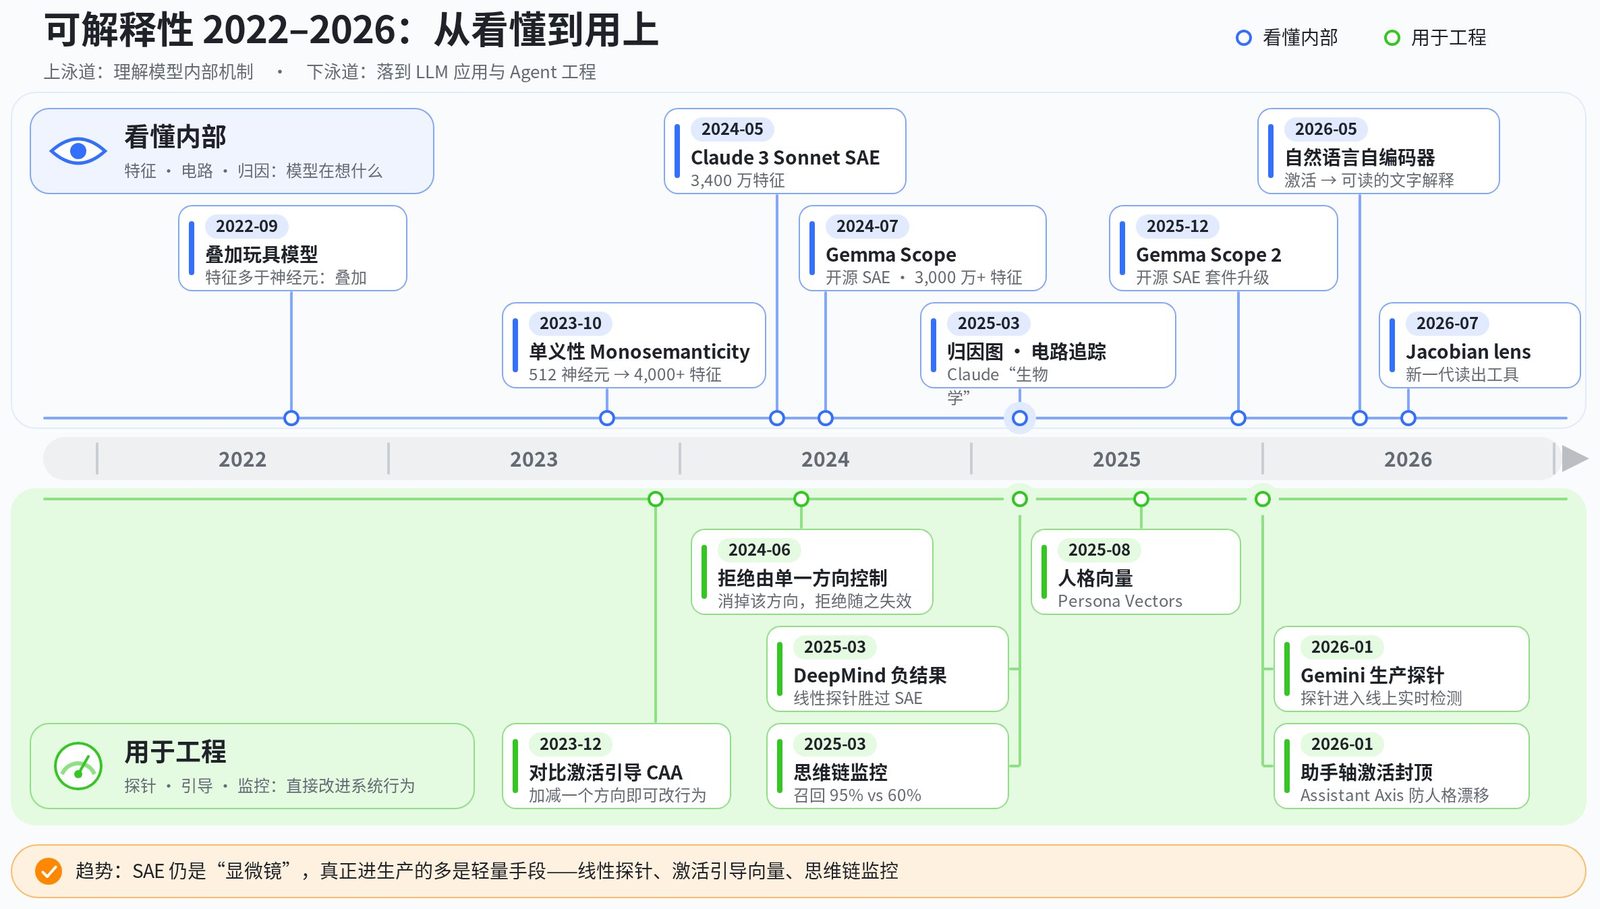 可解释性 2022–2026：从看懂到用上
看懂内部
用于工程
上泳道：理解模型内部机制 · 下泳道：落到 LLM 应用与 Agent 工程
看懂内部
特征 · 电路 · 归因：模型在想什么
2022-09
叠加玩具模型
特征多于神经元：叠加
2023-10
单义性 Monosemanticity
512 神经元 → 4,000+ 特征
2024-05
Claude 3 Sonnet SAE
3,400 万特征
2024-07
Gemma Scope
开源 SAE · 3,000 万+ 特征
2025-03
归因图 · 电路追踪
Claude“生物
学”
2025-12
Gemma Scope 2
开源 SAE 套件升级
2026-05
自然语言自编码器
激活 → 可读的文字解释
2026-07
Jacobian lens
新一代读出工具
2022
2023
2024
2025
2026
2024-06
拒绝由单一方向控制
消掉该方向，拒绝随之失效
2025-08
人格向量
Persona Vectors
2025-03
DeepMind 负结果
线性探针胜过 SAE
2026-01
Gemini 生产探针
探针进入线上实时检测
用于工程
探针 · 引导 · 监控：直接改进系统行为
2023-12
对比激活引导 CAA
加减一个方向即可改行为
2025-03
思维链监控
召回 95% vs 60%
2026-01
助手轴激活封顶
Assistant Axis 防人格漂移
趋势：SAE 仍是“显微镜”，真正进生产的多是轻量手段——线性探针、激活引导向量、思维链监控